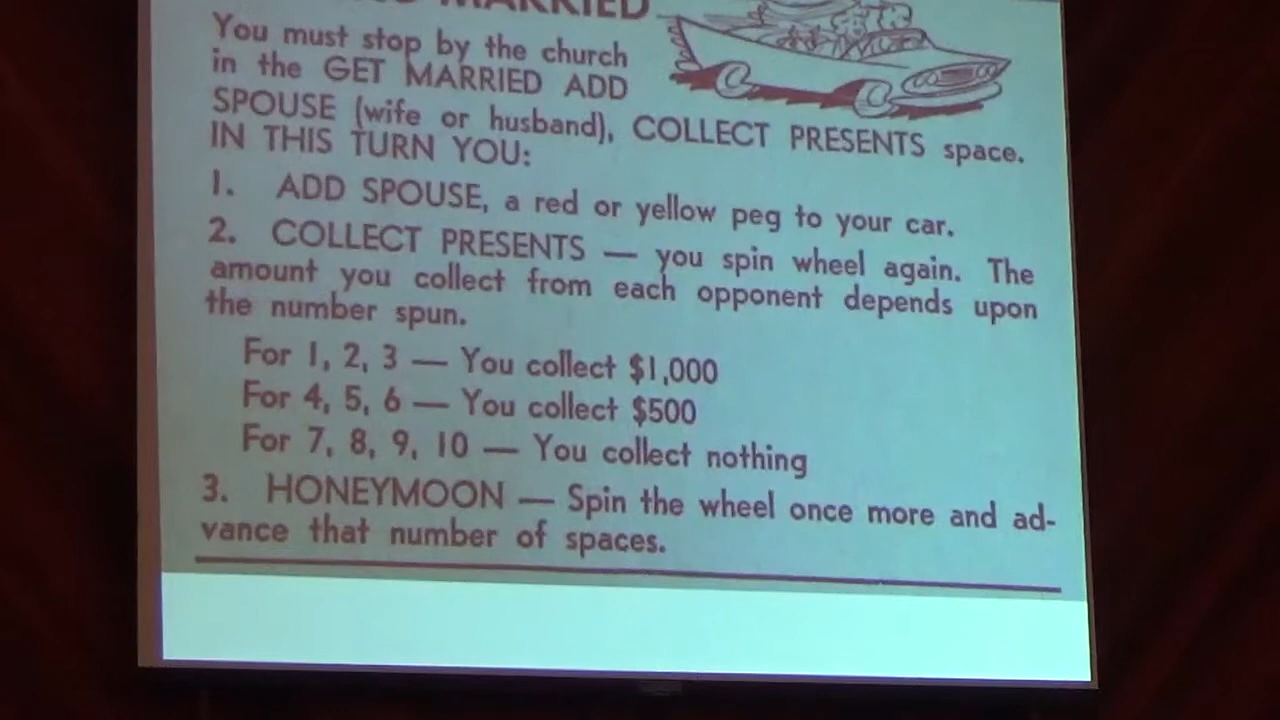 MARRIED
You must stop by the church
in the GET MARRIED ADD
SPOUSE (wife or husband), COLLECT PRESENTS space.
IN THIS TURN YOU:
1. ADD SPOUSE, a red or yellow peg to your car.
2. COLLECT PRESENTS — you spin wheel again. The
amount you collect from each opponent depends upon
the number spun.
For 1, 2, 3 — You collect $1,000
For 4, 5, 6 — You collect $500
For 7, 8, 9, 10 — You collect nothing
3. HONEYMOON — Spin the wheel once more and ad-
vance that number of spaces.